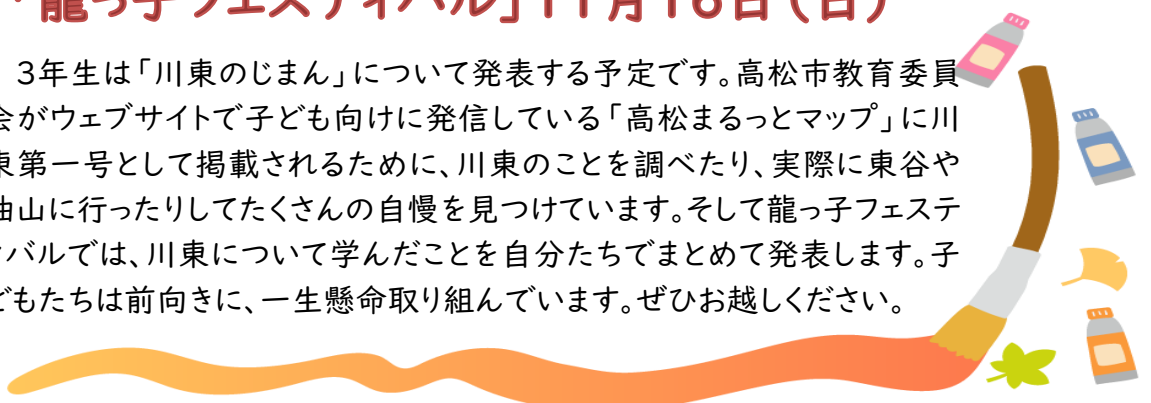 「龍っ子フェスティバル」11月16日(日)
3年生は「川東のじまん」について発表する予定です。高松市教育委員
会がウェブサイトで子ども向けに発信している「高松まるっとマップ」に川
東第一号として掲載されるために、川東のことを調べたり、実際に東谷や
油山に行ったりしてたくさんの自慢を見つけています。そして龍っ子フェステ
ィバルでは、川東について学んだことを自分たちでまとめて発表します。子
どもたちは前向きに、一生懸命取り組んでいます。ぜひお越しください。